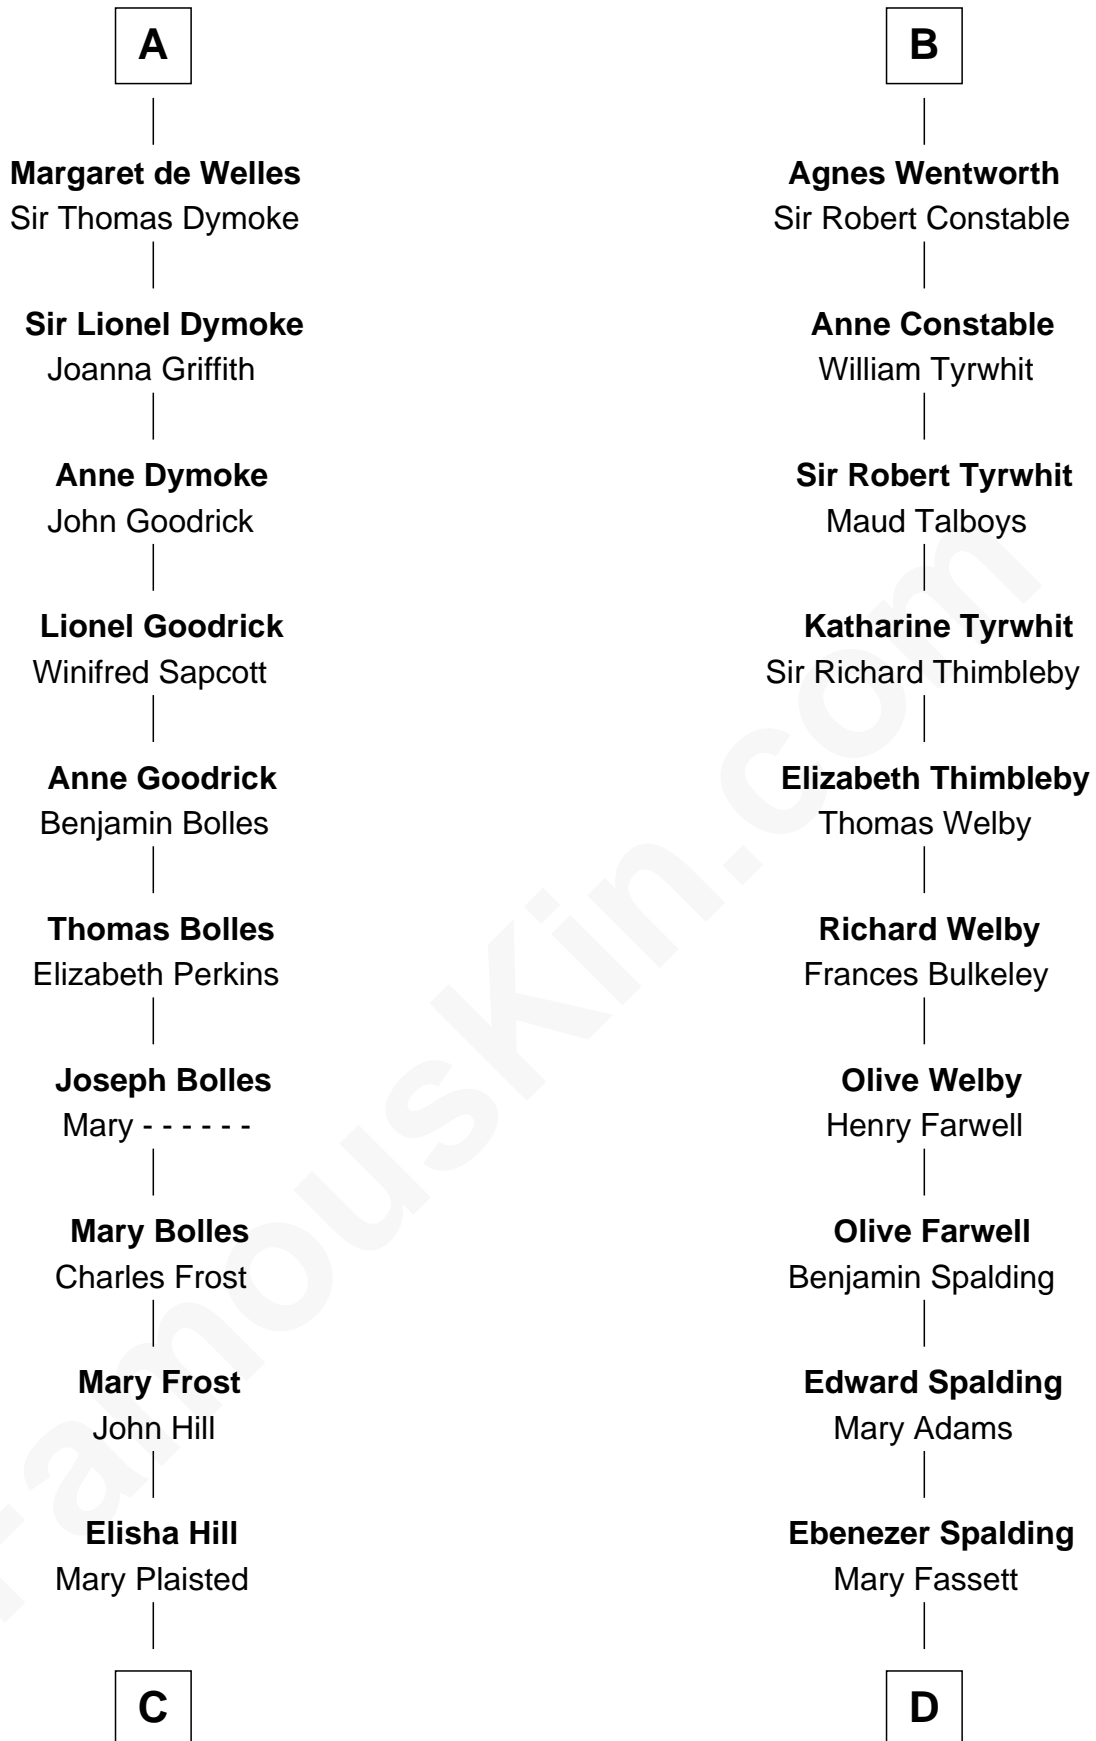 A
Margaret de Welles
Sir Thomas Dymoke
Sir Lionel Dymoke
Joanna Griffith
Anne Dymoke
John Goodrick
Lionel Goodrick
Winifred Sapcott
Anne Goodrick
Benjamin Bolles
Thomas Bolles
Elizabeth Perkins
Joseph Bolles
Mary - - - - - -
Mary Bolles
Charles Frost
Mary Frost
John Hill
Elisha Hill
Mary Plaisted
C
B
Agnes Wentworth
Sir Robert Constable
Anne Constable
William Tyrwhit
Sir Robert Tyrwhit
Maud Talboys
Katharine Tyrwhit
Sir Richard Thimbleby
Elizabeth Thimbleby
Thomas Welby
Richard Welby
Frances Bulkeley
Olive Welby
Henry Farwell
Olive Farwell
Benjamin Spalding
Edward Spalding
Mary Adams
Ebenezer Spalding
Mary Fassett
D
FamousKin.com